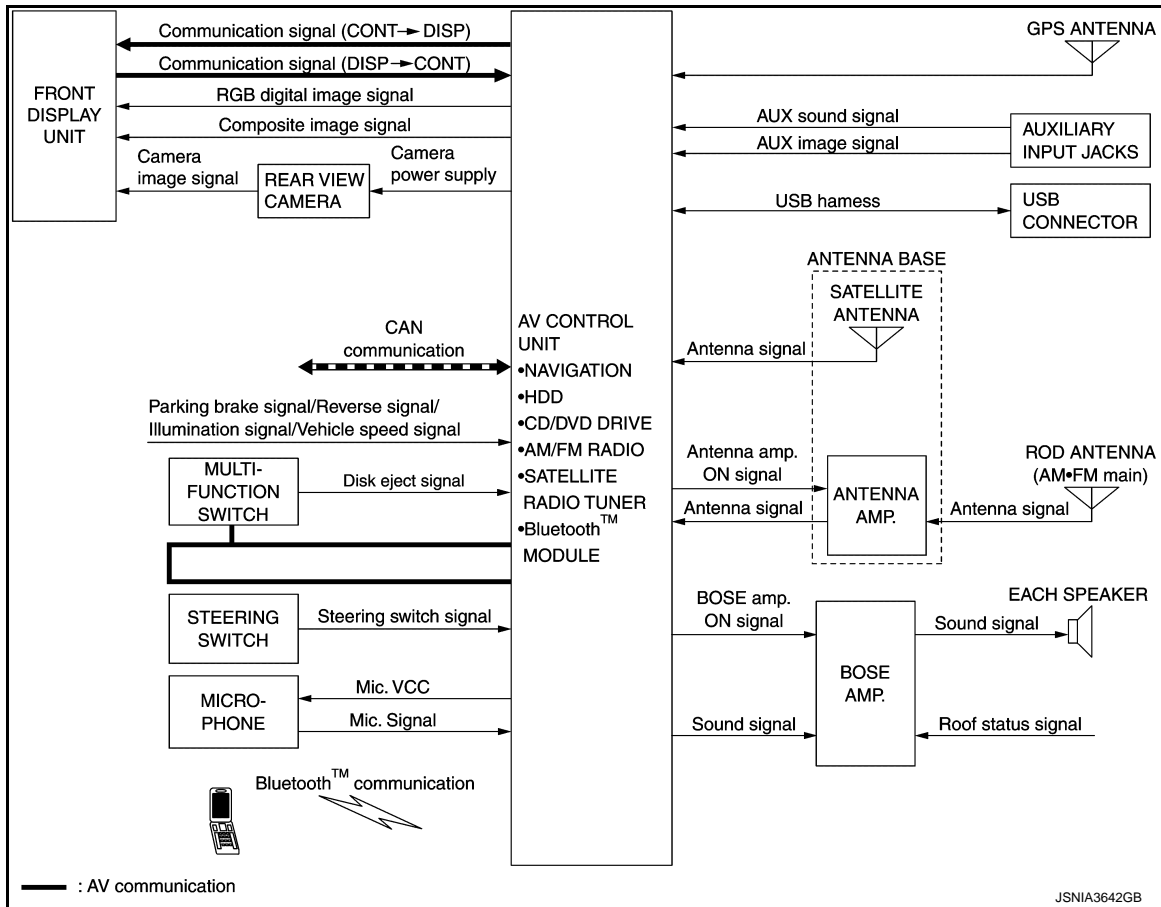 Communication signal (CONT→DISP)
Communication signal (DISP→CONT)
RGB digital image signal
Composite image signal
Camera
image signal
Camera
power supply
FRONT
DISPLAY
UNIT
REAR VIEW
CAMERA
GPS ANTENNA
AUX sound signal
AUX image signal
AUXILIARY
INPUT JACKS
USB harness
USB
CONNECTOR
ANTENNA BASE
SATELLITE
ANTENNA
Antenna signal
CAN
communication
AV CONTROL
UNIT
•NAVIGATION
•HDD
•CD/DVD DRIVE
•AM/FM RADIO
•SATELLITE
RADIO TUNER
•Bluetooth™
MODULE
Parking brake signal/Reverse signal/
Illumination signal/Vehicle speed signal
MULTI-
FUNCTION
SWITCH
Disk eject signal
Antenna amp.
ON signal
Antenna signal
ANTENNA
AMP.
Antenna signal
ROD ANTENNA
(AM•FM main)
STEERING
SWITCH
Steering switch signal
MICRO-
PHONE
Mic. VCC
Mic. Signal
BOSE amp.
ON signal
Sound signal
BOSE
AMP.
EACH SPEAKER
Sound signal
Roof status signal
Bluetooth™ communication
: AV communication
JSNIA3642GB